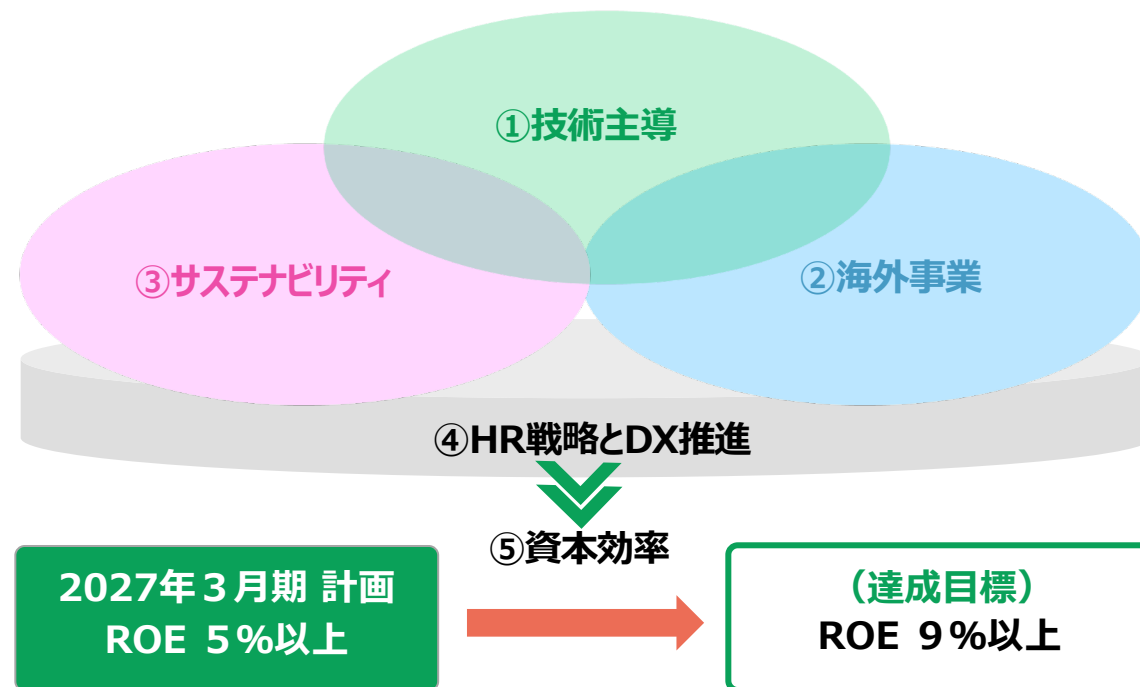 ①技術主導
③サステナビリティ
②海外事業
④HR戦略とDX推進
⑤資本効率
2027年３月期 計画
ROE ５%以上
（達成目標）
ROE ９%以上